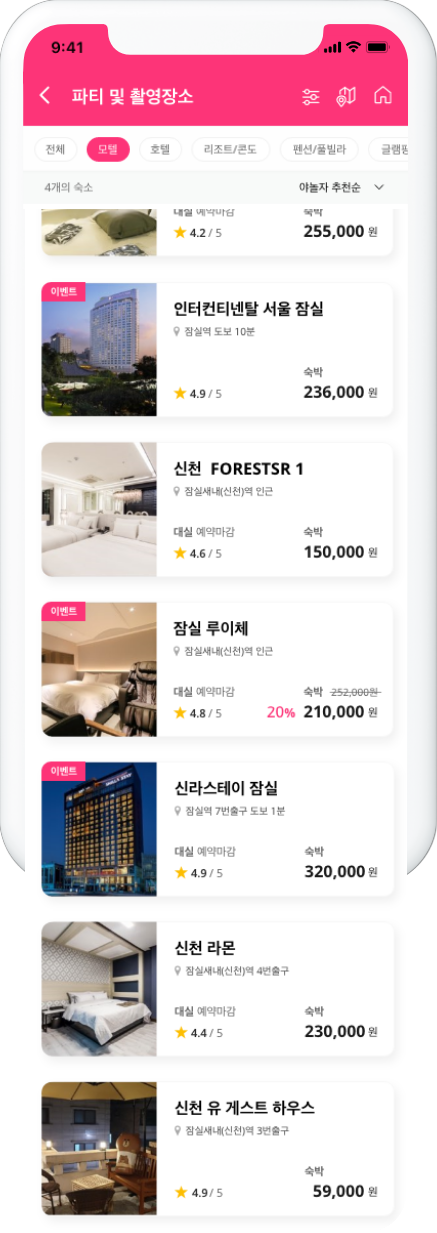 9:41
파티 및 촬영장소
전체 모텔 호텔 리조트/콘도 펜션/풀빌라 글램핑
4개의 숙소 야놀자 추천순
대실 예약마감 숙박
4.2 / 5 255,000 원
이벤트
인터컨티넨탈 서울 잠실
잠실역 도보 10분
숙박
4.9 / 5 236,000 원
신천 FORESTSR 1
잠실새내(신천)역 인근
대실 예약마감 숙박
4.6 / 5 150,000 원
이벤트
잠실 루이체
잠실새내(신천)역 인근
대실 예약마감 숙박 252,000원
4.8 / 5 20% 210,000 원
이벤트
신라스테이 잠실
잠실역 7번출구 도보 1분
대실 예약마감 숙박
4.9 / 5 320,000 원
신천 라몬
잠실새내(신천)역 4번출구
대실 예약마감 숙박
4.4 / 5 230,000 원
신천 유 게스트 하우스
잠실새내(신천)역 3번출구
숙박
4.9 / 5 59,000 원